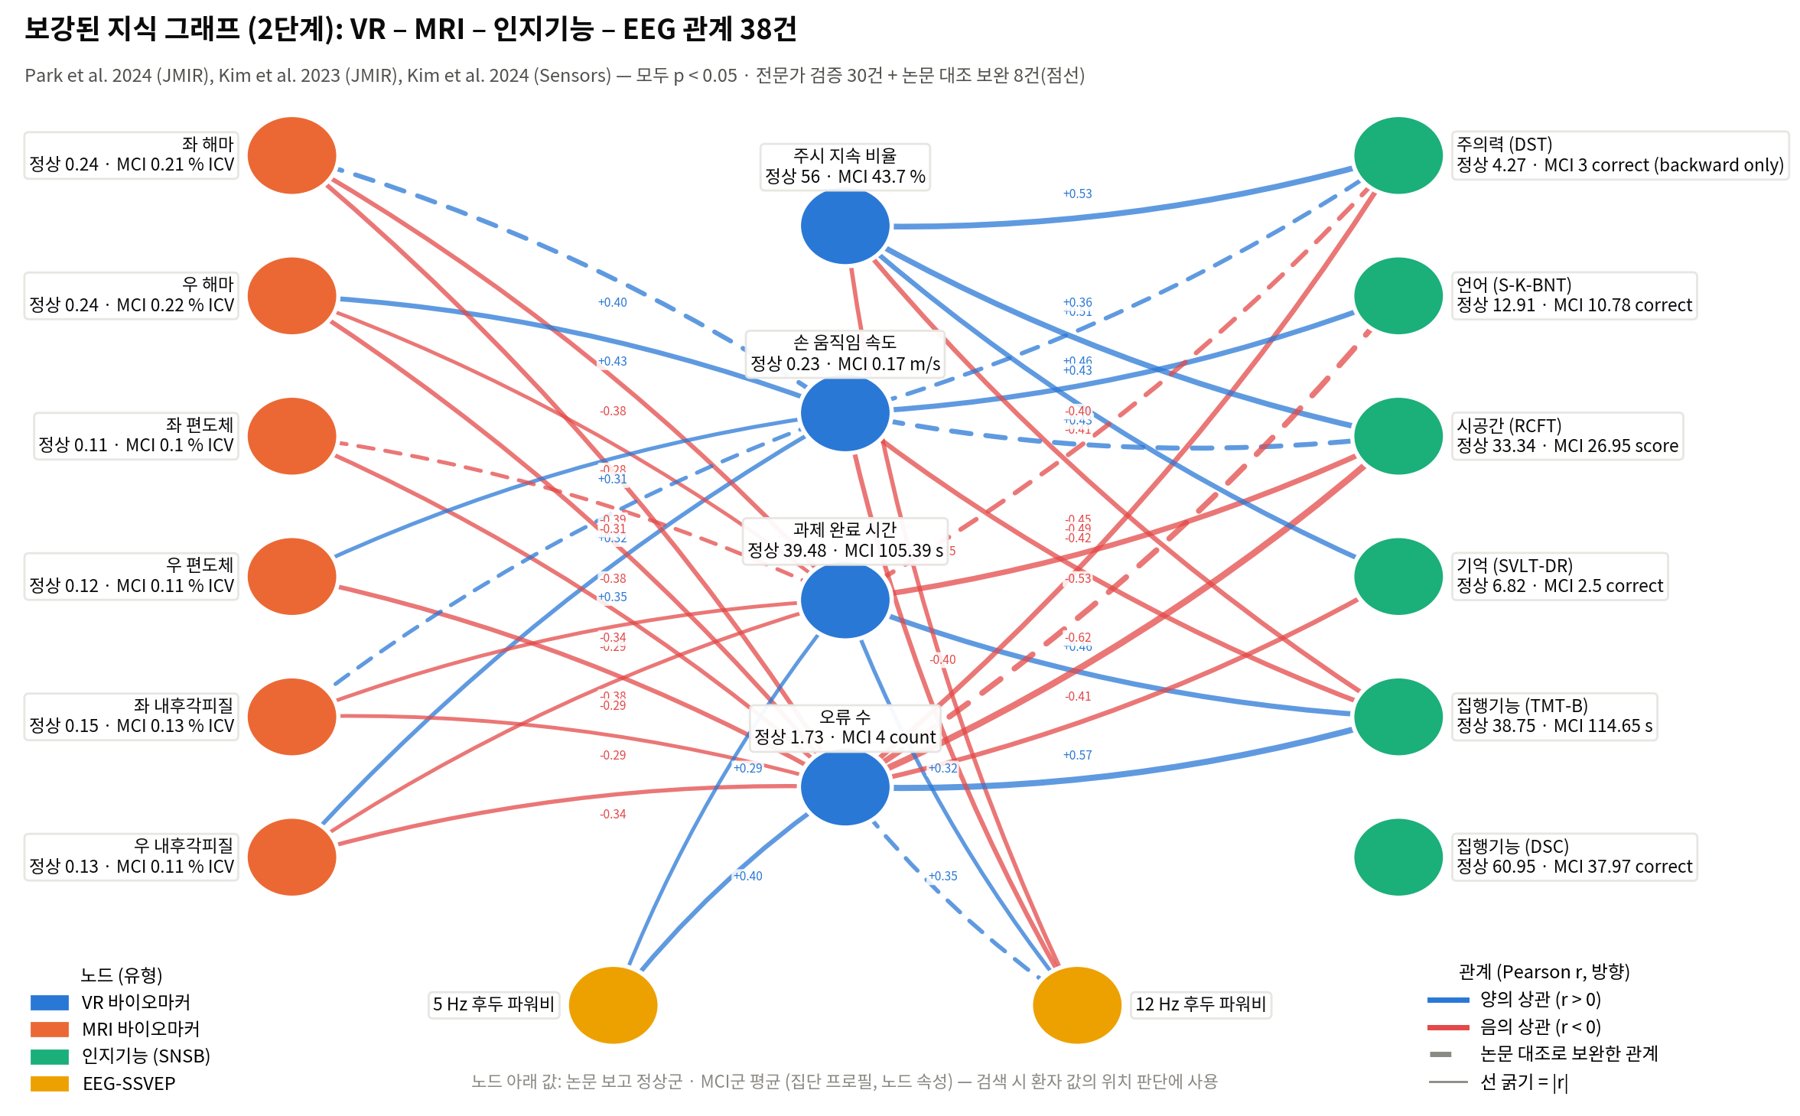 보강된 지식 그래프 (2단계): VR – MRI – 인지기능 – EEG 관계 38건
Park et al. 2024 (JMIR), Kim et al. 2023 (JMIR), Kim et al. 2024 (Sensors) — 모두 p < 0.05 · 전문가 검증 30건 + 논문 대조 보완 8건(점선)
좌 해마
정상 0.24 · MCI 0.21 % ICV
우 해마
정상 0.24 · MCI 0.22 % ICV
좌 편도체
정상 0.11 · MCI 0.1 % ICV
우 편도체
정상 0.12 · MCI 0.11 % ICV
좌 내후각피질
정상 0.15 · MCI 0.13 % ICV
우 내후각피질
정상 0.13 · MCI 0.11 % ICV
+0.40
+0.43
-0.38
-0.28
+0.31
-0.39
-0.31
+0.32
-0.38
+0.35
-0.34
-0.29
-0.38
-0.29
-0.29
-0.34
주시 지속 비율
정상 56 · MCI 43.7 %
손 움직임 속도
정상 0.23 · MCI 0.17 m/s
과제 완료 시간
정상 39.48 · MCI 105.39 s
오류 수
정상 1.73 · MCI 4 count
+0.29
+0.40
-0.40
+0.32
+0.35
+0.53
+0.36
+0.51
+0.46
+0.43
-0.40
+0.43
-0.41
-0.45
-0.49
-0.42
-0.53
-0.62
+0.46
-0.41
+0.57
주의력 (DST)
정상 4.27 · MCI 3 correct (backward only)
언어 (S-K-BNT)
정상 12.91 · MCI 10.78 correct
시공간 (RCFT)
정상 33.34 · MCI 26.95 score
기억 (SVLT-DR)
정상 6.82 · MCI 2.5 correct
집행기능 (TMT-B)
정상 38.75 · MCI 114.65 s
집행기능 (DSC)
정상 60.95 · MCI 37.97 correct
5 Hz 후두 파워비
12 Hz 후두 파워비
노드 (유형)
VR 바이오마커
MRI 바이오마커
인지기능 (SNSB)
EEG-SSVEP
관계 (Pearson r, 방향)
양의 상관 (r > 0)
음의 상관 (r < 0)
논문 대조로 보완한 관계
선 굵기 = |r|
노드 아래 값: 논문 보고 정상군 · MCI군 평균 (집단 프로필, 노드 속성) — 검색 시 환자 값의 위치 판단에 사용